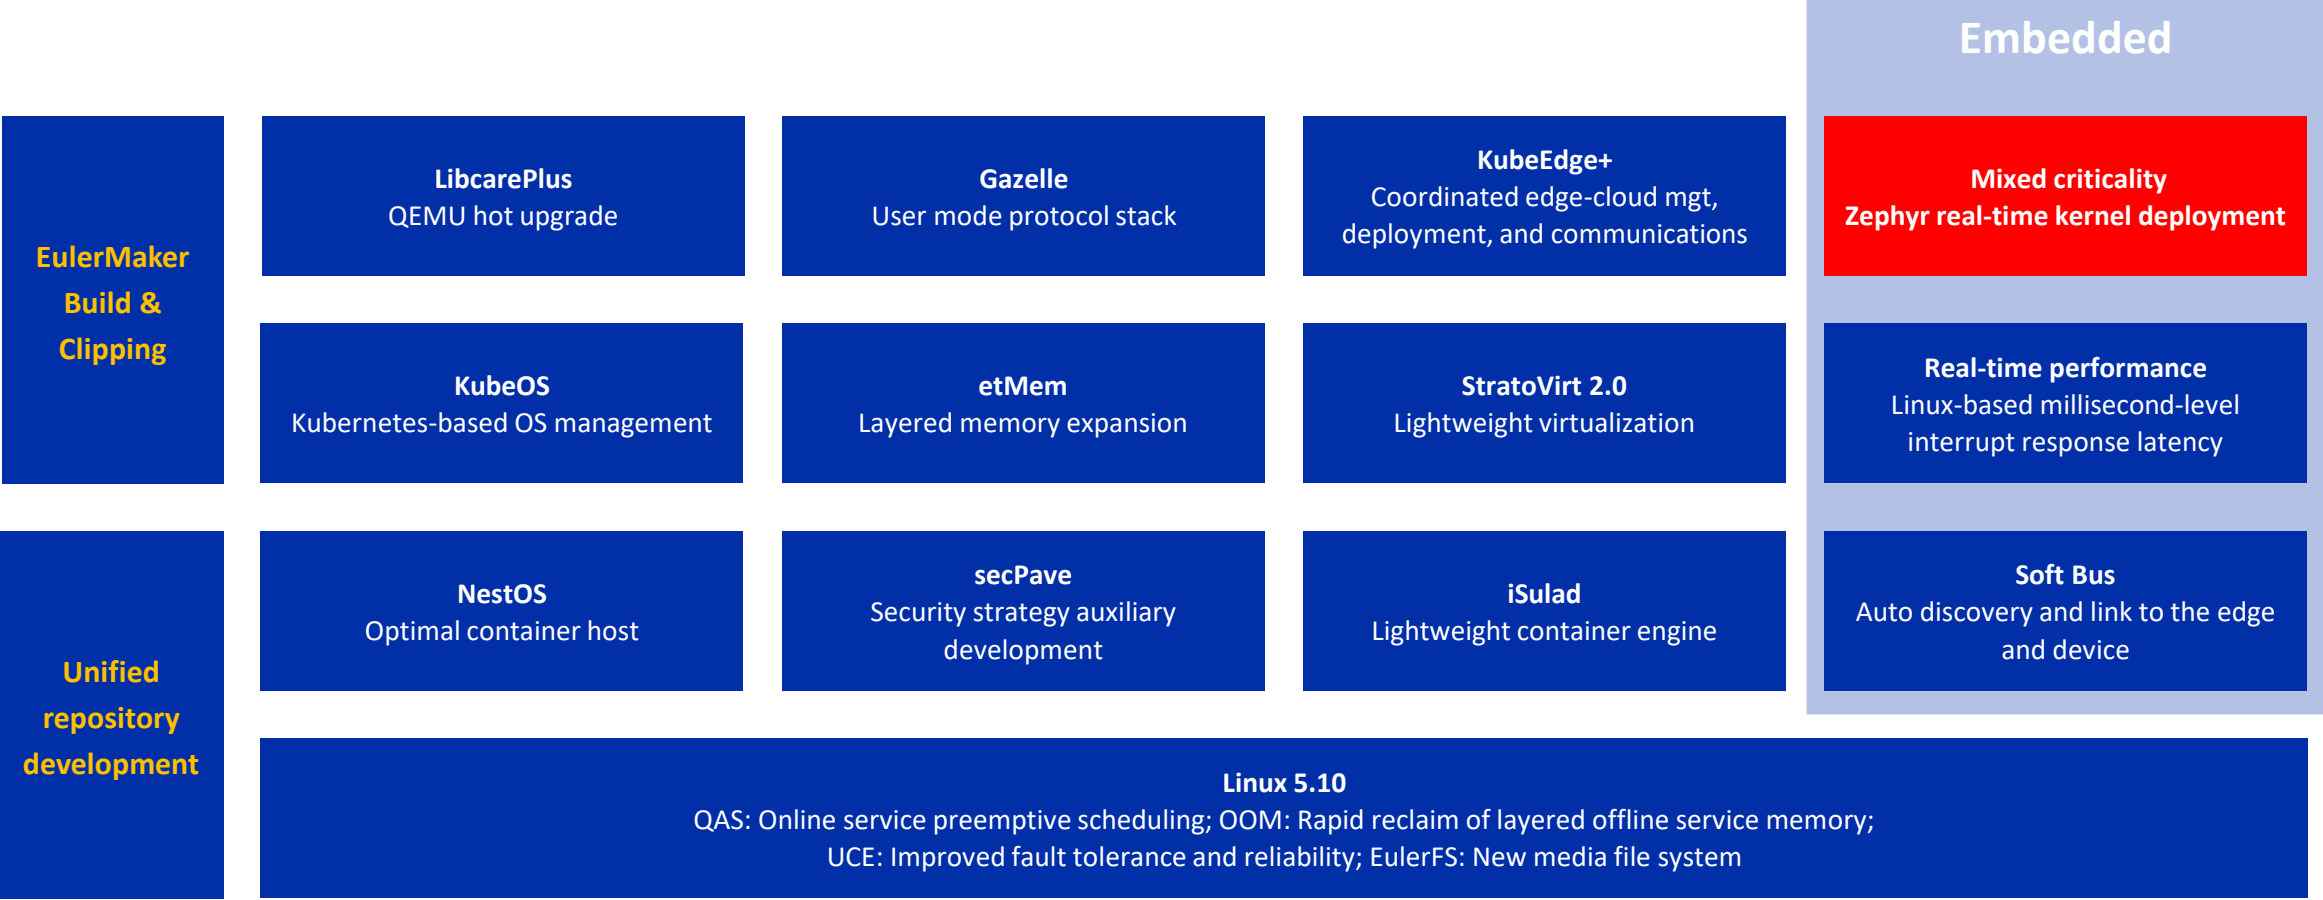 Embedded
EulerMaker
Build &
Clipping
LibcarePlus
QEMU hot upgrade
Gazelle
User mode protocol stack
KubeEdge+
Coordinated edge-cloud mgt,
deployment, and communications
Mixed criticality
Zephyr real-time kernel deployment
KubeOS
Kubernetes-based OS management
etMem
Layered memory expansion
StratoVirt 2.0
Lightweight virtualization
Real-time performance
Linux-based millisecond-level
interrupt response latency
Unified
repository
development
NestOS
Optimal container host
secPave
Security strategy auxiliary
development
iSulad
Lightweight container engine
Soft Bus
Auto discovery and link to the edge
and device
Linux 5.10
QAS: Online service preemptive scheduling; OOM: Rapid reclaim of layered offline service memory;
UCE: Improved fault tolerance and reliability; EulerFS: New media file system